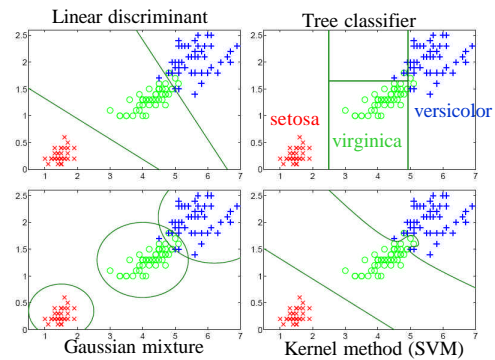 Linear discriminant
2.5
2
1.5
1
0.5
0
0 1 2 3 4 5 6 7
Tree classifier
2.5
2
1.5
1
0.5
0
setosa
virginica
versicolor
0 1 2 3 4 5 6 7
2.5
2
1.5
1
0.5
0
0 1 2 3 4 5 6 7
Gaussian mixture
2.5
2
1.5
1
0.5
0
0 1 2 3 4 5 6 7
Kernel method (SVM)